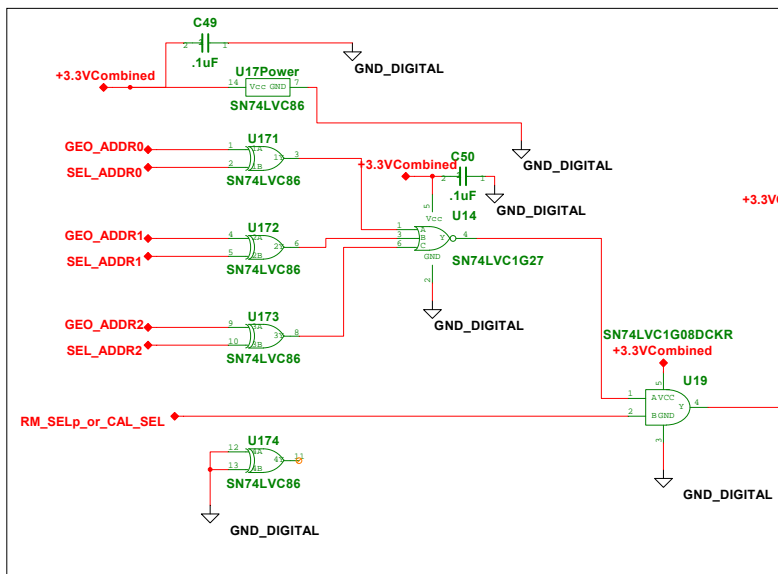 C49
2 2 1
.1uF
GND_DIGITAL
+3.3VCombined
U17Power
14 Vcc GND 7
SN74LVC86
GND_DIGITAL
U171
GEO_ADDR0 1 1A 1Y 3
SEL_ADDR0 2 1B
SN74LVC86
+3.3VCombined
C50
2 1
.1uF
GND_DIGITAL
+3.3VC
5
Vcc
U14
U172
GEO_ADDR1 4 2A 2Y 6
SEL_ADDR1 5 2B
SN74LVC86
1 A
3 B Y 4
6 C
GND
2
SN74LVC1G27
GND_DIGITAL
U173
GEO_ADDR2 9 3A 3Y 8
SEL_ADDR2 10 3B
SN74LVC86
SN74LVC1G08DCKR
+3.3VCombined
5
U19
1 A VCC Y 4
2 B GND
3
GND_DIGITAL
RM_SELp_or_CAL_SEL
U174
12 4A 4Y 11
13 4B
SN74LVC86
GND_DIGITAL